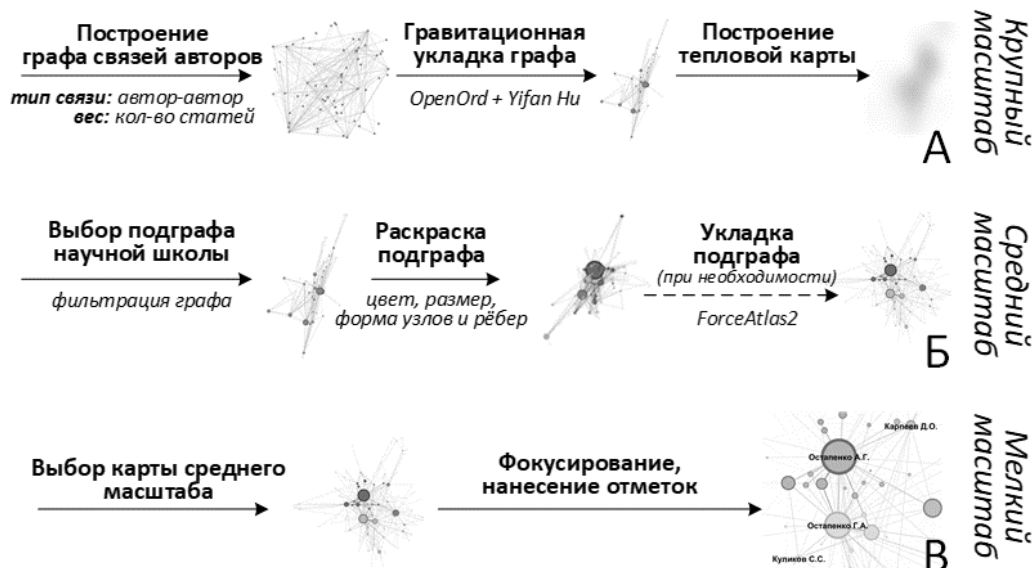 Построение
графа связей авторов
тип связи: автор-автор
вес: кол-во статей
Гравитационная
укладка графа
OpenOrd + Yifan Hu
Построение
тепловой карты
А
Крупный
масштаб
Выбор подграфа
научной школы
фильтрация графа
Раскраска
подграфа
цвет, размер,
форма узлов и рёбер
Укладка
подграфа
(при необходимости)
ForceAtlas2
Б
Средний
масштаб
Выбор карты среднего
масштаба
Фокусирование,
нанесение отметок
Карпеев Д.О.
Остапенко А.Г.
Остапенко Г.А.
Куликов С.С.
В
Мелкий
масштаб